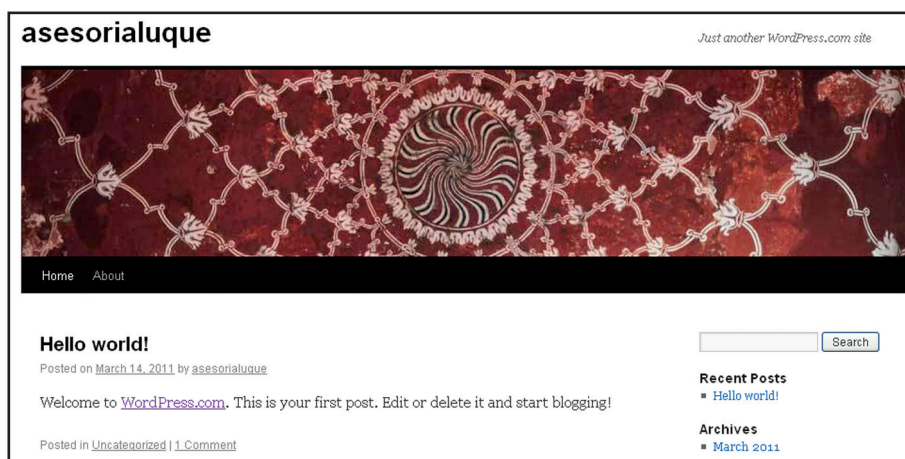 asesorialuque
Just another WordPress.com site
Home About
Hello world!
Posted on March 14, 2011 by asesorialuque
Welcome to WordPress.com. This is your first post. Edit or delete it and start blogging!
Posted in Uncategorized | 1 Comment
Search
Recent Posts
Hello world!
Archives
March 2011